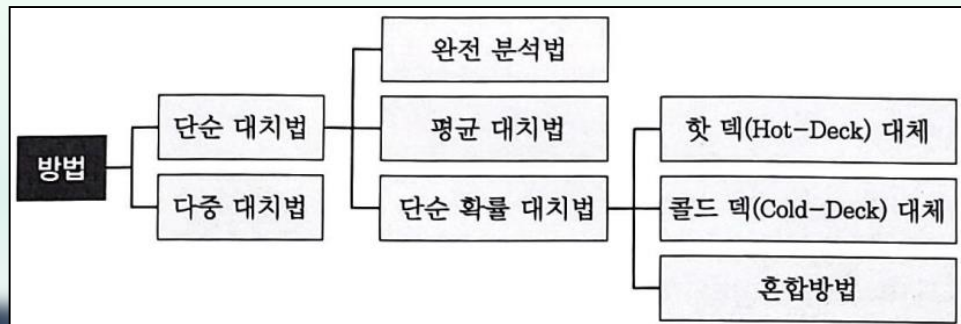 완전 분석법
단순 대치법
평균 대치법
핫 덱(Hot-Deck) 대체
방법
다중 대치법
단순 확률 대치법
콜드 덱(Cold-Deck) 대체
혼합방법